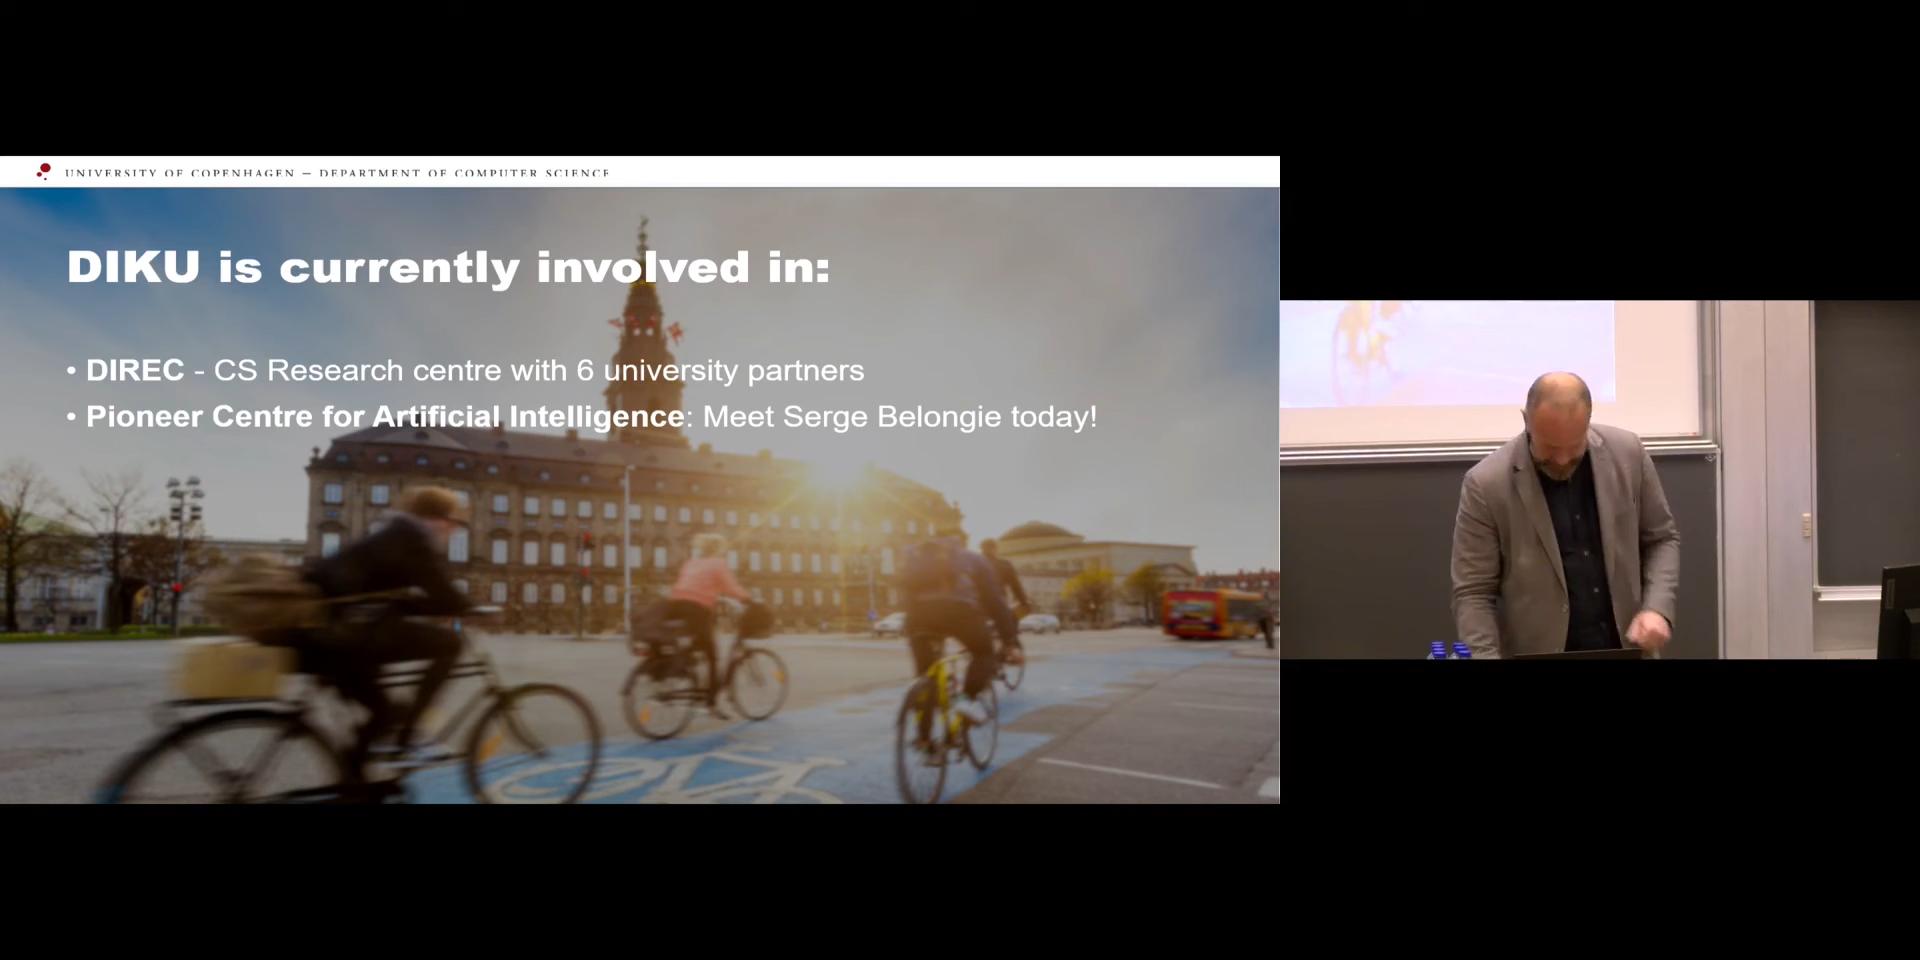 UNIVERSITY OF COPENHAGEN – DEPARTMENT OF COMPUTER SCIENCE
DIKU is currently involved in:
• DIREC - CS Research centre with 6 university partners
• Pioneer Centre for Artificial Intelligence: Meet Serge Belongie today!